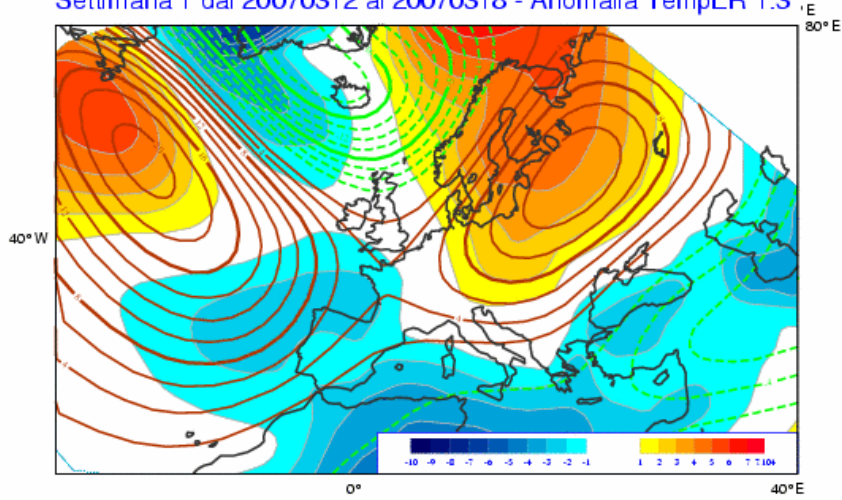 Settimana 1 dal 20070312 al 20070318 - Anomalia TempER 1.3
°E
80°E
40°W
-10 -9 -8 -7 -6 -5 -4 -3 -2 -1
1 2 3 4 5 6 7 7104
0°
40°E